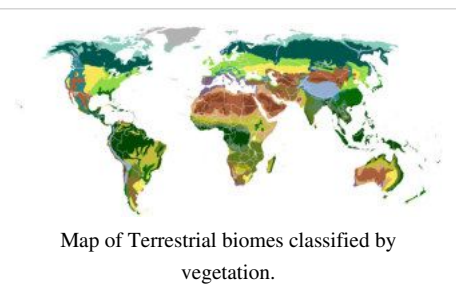 Map of Terrestrial biomes classified by
vegetation.